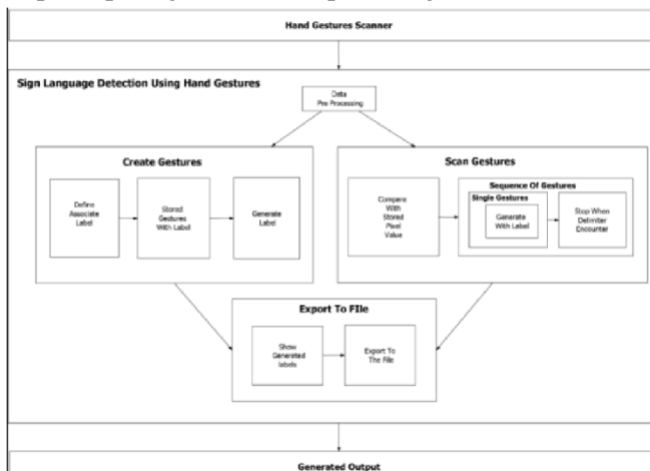 Hand Gestures Scanner
Sign Language Detection Using Hand Gestures
Data
Pre Processing
Create Gestures
Define
Associate
Label
Stored
Gestures
With Label
Generate
Label
Scan Gestures
Compare
With
Stored
Pixel
Value
Sequence Of Gestures
Single Gestures
Generate
With Label
Stop When
Delimiter
Encounter
Export To FIle
Show
Generated
labels
Export To
The File
Generated Output